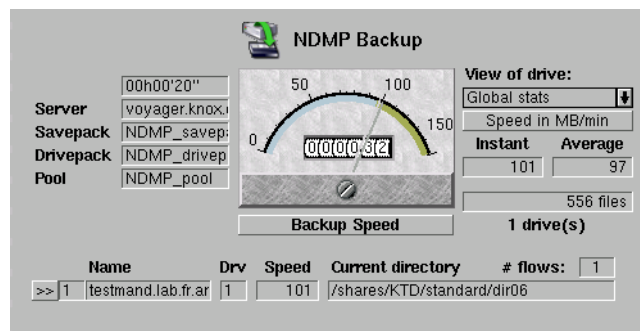 NDMP Backup
00h00'20"
Server voyager.knox.
Savepack NDMP_savep
Drivepack NDMP_drivep
Pool NDMP_pool
0 50 100 150
000032
Backup Speed
View of drive:
Global stats
Speed in MB/min
Instant Average
101 97
556 files
1 drive(s)
Name Drv Speed Current directory # flows: 1
>> 1 testmand.lab.fr.ar 1 101 /shares/KTD/standard/dir06